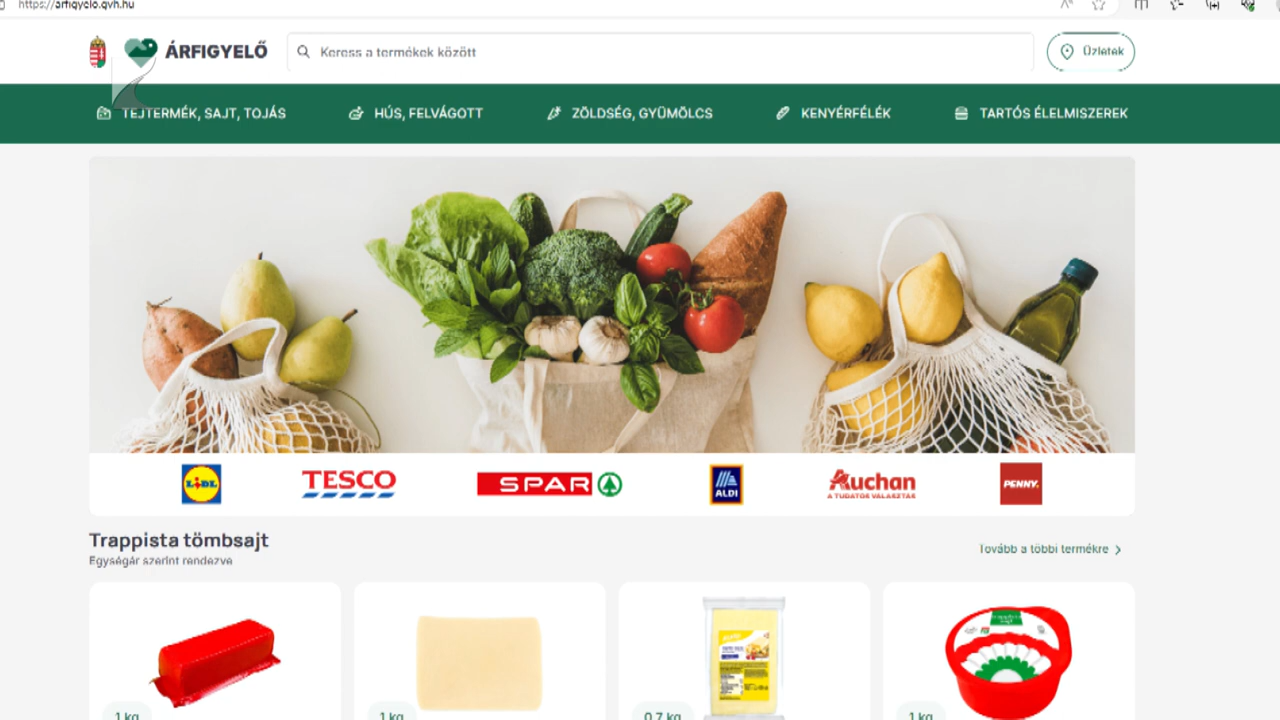 https://arfigyelo.gvh.hu
ÁRFIGYELŐ
Keress a termékek között
Üzletek
TEJTERMÉK, SAJT, TOJÁS
HÚS, FELVÁGOTT
ZÖLDSÉG, GYÜMÖLCS
KENYÉRFÉLÉK
TARTÓS ÉLELMISZEREK
LIDL
TESCO
SPAR
ALDI
Auchan
A TUDATOS VÁLASZTÁS
PENNY.
Trappista tömbsajt
Egységár szerint rendezve
Tovább a többi termékre
1 kg
1 kg
0.7 kg
1 kg